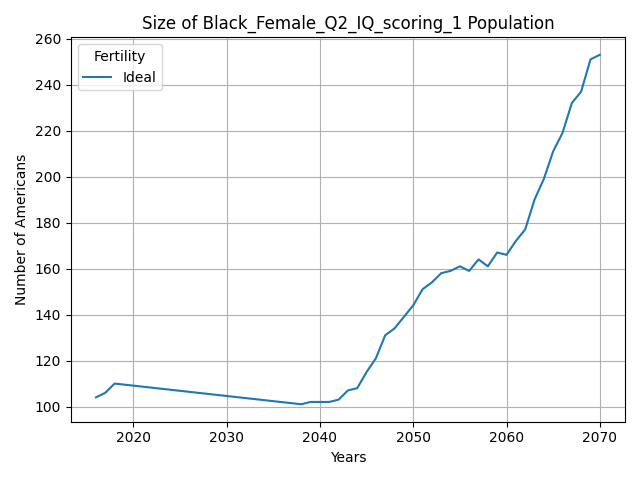 Size of Black_Female_Q2_IQ_scoring_1 Population
Fertility
Ideal
Number of Americans
260
240
220
200
180
160
140
120
100
2020 2030 2040 2050 2060 2070
Years